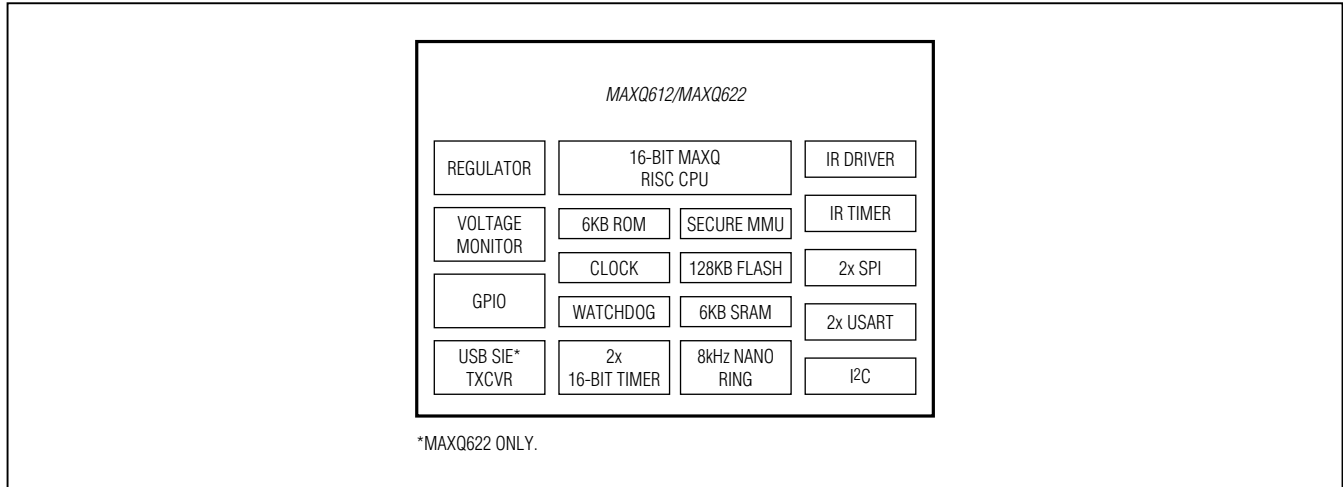 MAXQ612/MAXQ622
REGULATOR
16-BIT MAXQ
RISC CPU
IR DRIVER
VOLTAGE
MONITOR
6KB ROM
SECURE MMU
IR TIMER
CLOCK
128KB FLASH
2x SPI
GPIO
WATCHDOG
6KB SRAM
2x USART
USB SIE*
TXCVR
2x
16-BIT TIMER
8kHz NANO
RING
I2C
*MAXQ622 ONLY.